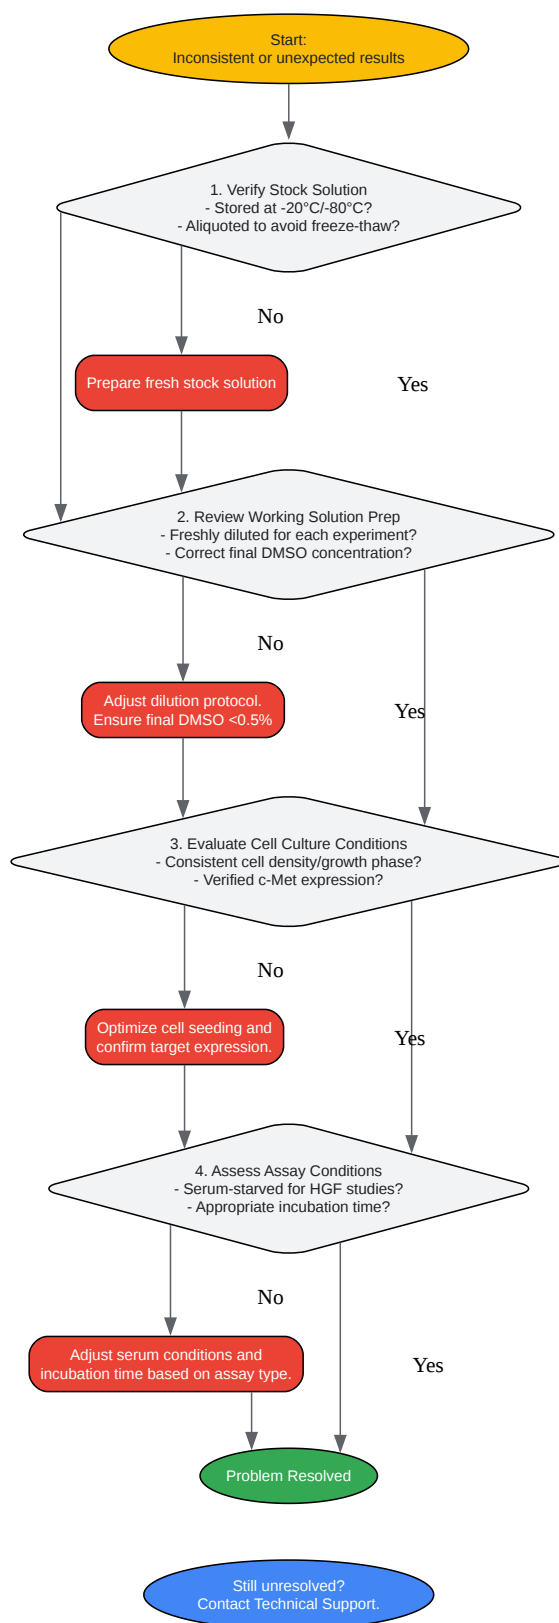 Start:
Inconsistent or unexpected results
1. Verify Stock Solution
- Stored at -20°C/-80°C?
- Aliquoted to avoid freeze-thaw?
No
Prepare fresh stock solution
Yes
2. Review Working Solution Prep
- Freshly diluted for each experiment?
- Correct final DMSO concentration?
No
Adjust dilution protocol.
Ensure final DMSO <0.5%
Yes
3. Evaluate Cell Culture Conditions
- Consistent cell density/growth phase?
- Verified c-Met expression?
No
Optimize cell seeding and
confirm target expression.
Yes
4. Assess Assay Conditions
- Serum-starved for HGF studies?
- Appropriate incubation time?
No
Adjust serum conditions and
incubation time based on assay type.
Yes
Problem Resolved
Still unresolved?
Contact Technical Support.